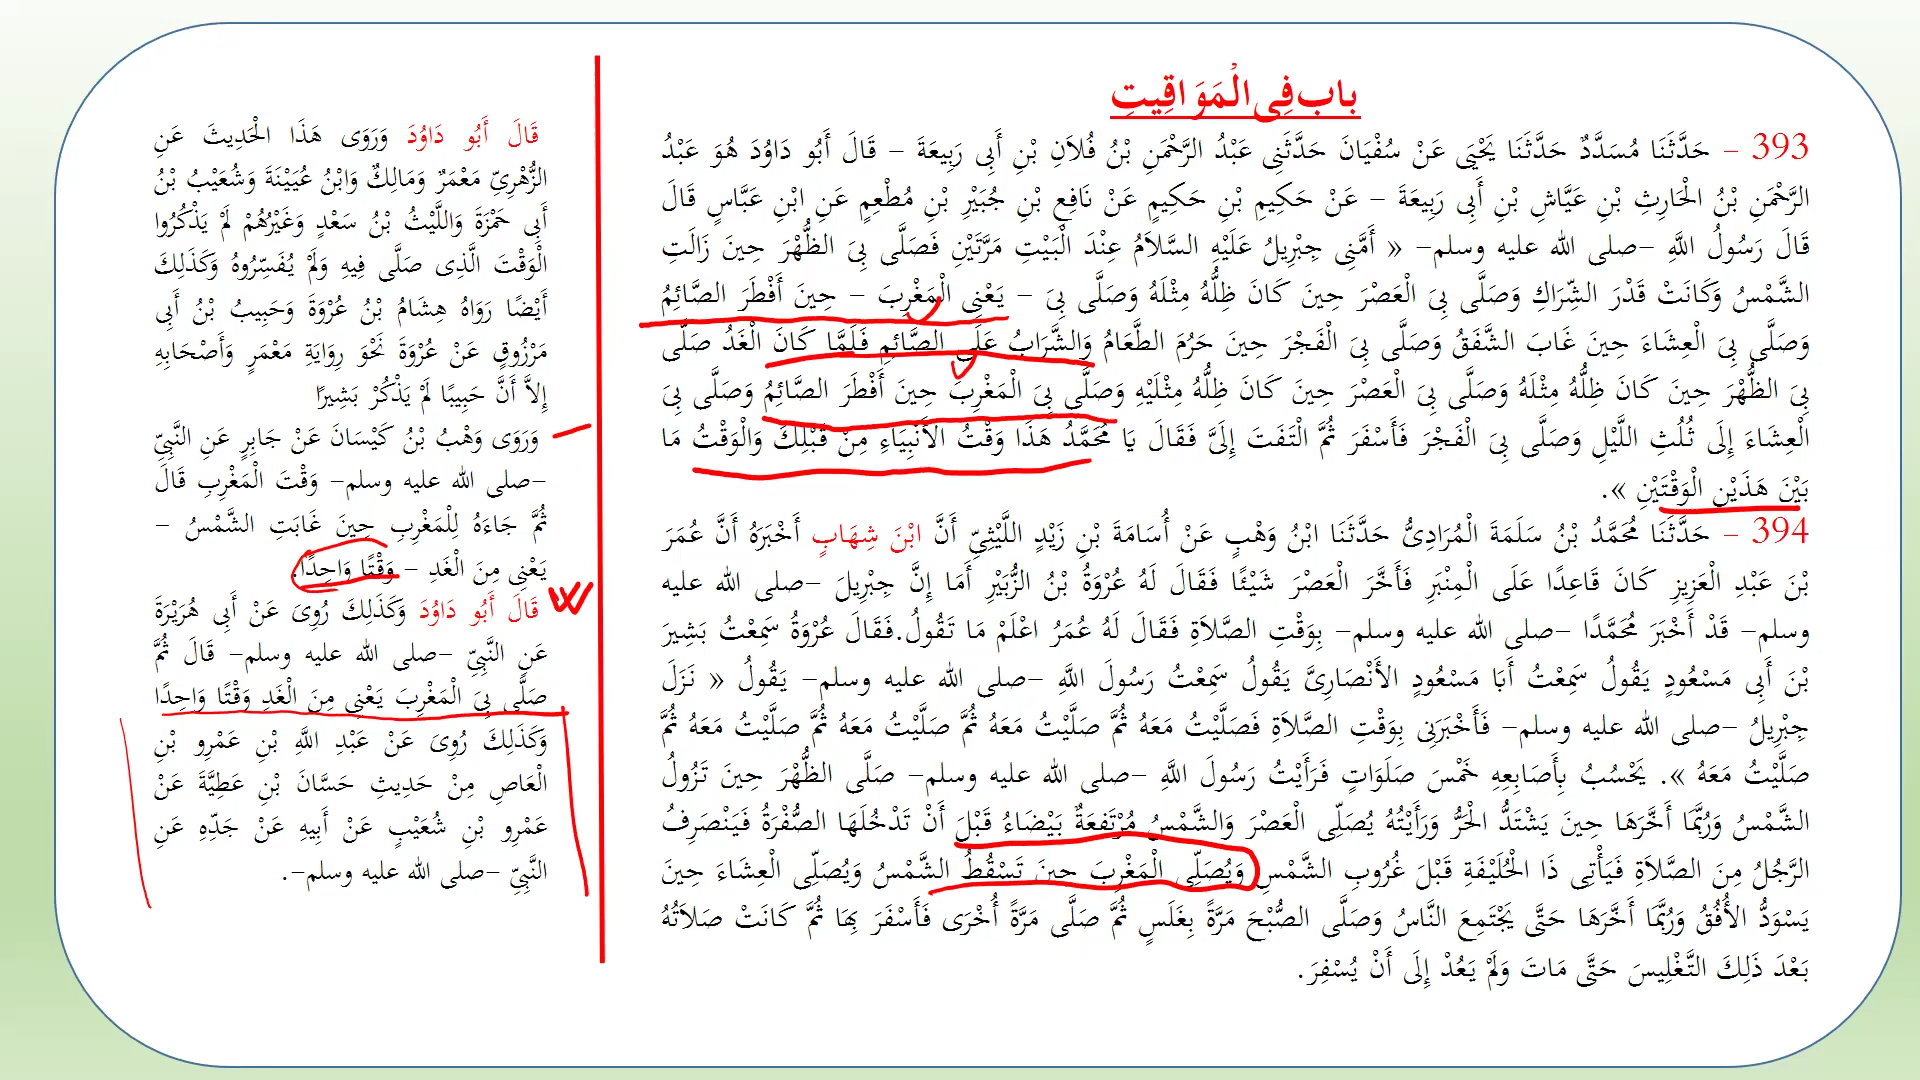 باب فِى الْمَوَاقِيتِ
393 – حَدَّثَنَا مُسَدَّدٌ حَدَّثَنَا يَحْيَى عَنْ سُفْيَانَ حَدَّثَنِى عَبْدُ الرَّحْمَنِ بْنُ فُلاَنِ بْنِ أَبِى رَبِيعَةَ – قَالَ أَبُو دَاوُدَ هُوَ عَبْدُ
الرَّحْمَنِ بْنُ الْحَارِثِ بْنِ عَيَّاشِ بْنِ أَبِى رَبِيعَةَ – عَنْ حَكِيمِ بْنِ حَكِيمٍ عَنْ نَافِعِ بْنِ جُبَيْرِ بْنِ مُطْعِمٍ عَنِ ابْنِ عَبَّاسٍ قَالَ
قَالَ رَسُولُ اللَّهِ –صلى الله عليه وسلم– « أَمَّنِى جِبْرِيلُ عَلَيْهِ السَّلاَمُ عِنْدَ الْبَيْتِ مَرَّتَيْنِ فَصَلَّى بِىَ الظُّهْرَ حِينَ زَالَتِ
الشَّمْسُ وَكَانَتْ قَدْرَ الشِّرَاكِ وَصَلَّى بِىَ الْعَصْرَ حِينَ كَانَ ظِلُّهُ مِثْلَهُ وَصَلَّى بِىَ – يَعْنِى الْمَغْرِبَ – حِينَ أَفْطَرَ الصَّائِمُ
وَصَلَّى بِىَ الْعِشَاءَ حِينَ غَابَ الشَّفَقُ وَصَلَّى بِىَ الْفَجْرَ حِينَ حَرُمَ الطَّعَامُ وَالشَّرَابُ عَلَى الصَّائِمِ فَلَمَّا كَانَ الْغَدُ صَلَّى
بِىَ الظُّهْرَ حِينَ كَانَ ظِلُّهُ مِثْلَهُ وَصَلَّى بِىَ الْعَصْرَ حِينَ كَانَ ظِلُّهُ مِثْلَيْهِ وَصَلَّى بِىَ الْمَغْرِبَ حِينَ أَفْطَرَ الصَّائِمُ وَصَلَّى بِىَ
الْعِشَاءَ إِلَى ثُلُثِ اللَّيْلِ وَصَلَّى بِىَ الْفَجْرَ فَأَسْفَرَ ثُمَّ الْتَفَتَ إِلَىَّ فَقَالَ يَا مُحَمَّدُ هَذَا وَقْتُ الأَنْبِيَاءِ مِنْ قَبْلِكَ وَالْوَقْتُ مَا
بَيْنَ هَذَيْنِ الْوَقْتَيْنِ ».
394 – حَدَّثَنَا مُحَمَّدُ بْنُ سَلَمَةَ الْمُرَادِىُّ حَدَّثَنَا ابْنُ وَهْبٍ عَنْ أُسَامَةَ بْنِ زَيْدٍ اللَّيْثِىِّ أَنَّ ابْنَ شِهَابٍ أَخْبَرَهُ أَنَّ عُمَرَ
بْنَ عَبْدِ الْعَزِيزِ كَانَ قَاعِدًا عَلَى الْمِنْبَرِ فَأَخَّرَ الْعَصْرَ شَيْئًا فَقَالَ لَهُ عُرْوَةُ بْنُ الزُّبَيْرِ أَمَا إِنَّ جِبْرِيلَ –صلى الله عليه
وسلم– قَدْ أَخْبَرَ مُحَمَّدًا –صلى الله عليه وسلم– بِوَقْتِ الصَّلاَةِ فَقَالَ لَهُ عُمَرُ اعْلَمْ مَا تَقُولُ.فَقَالَ عُرْوَةُ سَمِعْتُ بَشِيرَ
بْنَ أَبِى مَسْعُودٍ يَقُولُ سَمِعْتُ أَبَا مَسْعُودٍ الأَنْصَارِىَّ يَقُولُ سَمِعْتُ رَسُولَ اللَّهِ –صلى الله عليه وسلم– يَقُولُ « نَزَلَ
جِبْرِيلُ –صلى الله عليه وسلم– فَأَخْبَرَنِى بِوَقْتِ الصَّلاَةِ فَصَلَّيْتُ مَعَهُ ثُمَّ صَلَّيْتُ مَعَهُ ثُمَّ صَلَّيْتُ مَعَهُ ثُمَّ صَلَّيْتُ مَعَهُ ثُمَّ
صَلَّيْتُ مَعَهُ ». يَحْسُبُ بِأَصَابِعِهِ خَمْسَ صَلَوَاتٍ فَرَأَيْتُ رَسُولَ اللَّهِ –صلى الله عليه وسلم– صَلَّى الظُّهْرَ حِينَ تَزُولُ
الشَّمْسُ وَرُبَّمَا أَخَّرَهَا حِينَ يَشْتَدُّ الْحَرُّ وَرَأَيْتُهُ يُصَلِّى الْعَصْرَ وَالشَّمْسُ مُرْتَفِعَةٌ بَيْضَاءُ قَبْلَ أَنْ تَدْخُلَهَا الصُّفْرَةُ فَيَنْصَرِفُ
الرَّجُلُ مِنَ الصَّلاَةِ فَيَأْتِى ذَا الْحُلَيْفَةِ قَبْلَ غُرُوبِ الشَّمْسِ وَيُصَلِّى الْمَغْرِبَ حِينَ تَسْقُطُ الشَّمْسُ وَيُصَلِّى الْعِشَاءَ حِينَ
يَسْوَدُّ الأُفُقُ وَرُبَّمَا أَخَّرَهَا حَتَّى يَجْتَمِعَ النَّاسُ وَصَلَّى الصُّبْحَ مَرَّةً بِغَلَسٍ ثُمَّ صَلَّى مَرَّةً أُخْرَى فَأَسْفَرَ بِهَا ثُمَّ كَانَتْ صَلاَتُهُ
بَعْدَ ذَلِكَ التَّغْلِيسَ حَتَّى مَاتَ وَلَمْ يَعُدْ إِلَى أَنْ يُسْفِرَ.
قَالَ أَبُو دَاوُدَ وَرَوَى هَذَا الْحَدِيثَ عَنِ
الزُّهْرِىِّ مَعْمَرٌ وَمَالِكٌ وَابْنُ عُيَيْنَةَ وَشُعَيْبُ بْنُ
أَبِى حَمْزَةَ وَاللَّيْثُ بْنُ سَعْدٍ وَغَيْرُهُمْ لَمْ يَذْكُرُوا
الْوَقْتَ الَّذِى صَلَّى فِيهِ وَلَمْ يُفَسِّرُوهُ وَكَذَلِكَ
أَيْضًا رَوَاهُ هِشَامُ بْنُ عُرْوَةَ وَحَبِيبُ بْنُ أَبِى
مَرْزُوقٍ عَنْ عُرْوَةَ نَحْوَ رِوَايَةِ مَعْمَرٍ وَأَصْحَابِهِ
إِلاَّ أَنَّ حَبِيبًا لَمْ يَذْكُرْ بَشِيرًا
وَرَوَى وَهْبُ بْنُ كَيْسَانَ عَنْ جَابِرٍ عَنِ النَّبِىِّ
–صلى الله عليه وسلم– وَقْتَ الْمَغْرِبِ قَالَ
ثُمَّ جَاءَهُ لِلْمَغْرِبِ حِينَ غَابَتِ الشَّمْسُ –
يَعْنِى مِنَ الْغَدِ – وَقْتًا وَاحِدًا.
قَالَ أَبُو دَاوُدَ وَكَذَلِكَ رُوِىَ عَنْ أَبِى هُرَيْرَةَ
عَنِ النَّبِىِّ –صلى الله عليه وسلم– قَالَ ثُمَّ
صَلَّى بِىَ الْمَغْرِبَ يَعْنِى مِنَ الْغَدِ وَقْتًا وَاحِدًا
وَكَذَلِكَ رُوِىَ عَنْ عَبْدِ اللَّهِ بْنِ عَمْرِو بْنِ
الْعَاصِ مِنْ حَدِيثِ حَسَّانَ بْنِ عَطِيَّةَ عَنْ
عَمْرِو بْنِ شُعَيْبٍ عَنْ أَبِيهِ عَنْ جَدِّهِ عَنِ
النَّبِىِّ –صلى الله عليه وسلم–.